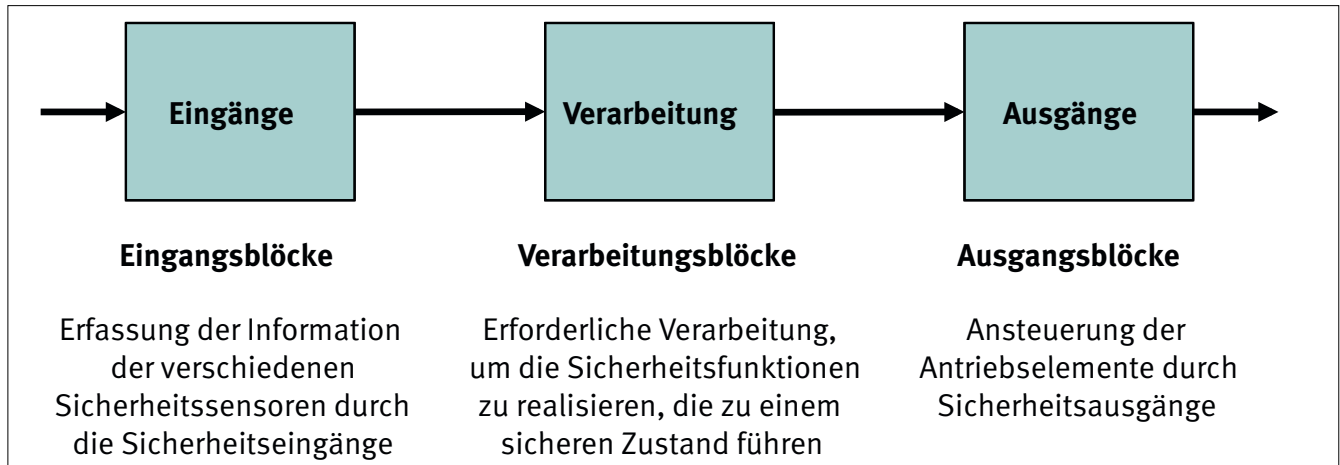 Eingänge
Verarbeitung
Ausgänge
Eingangsblöcke
Erfassung der Information
der verschiedenen
Sicherheitssensoren durch
die Sicherheitseingänge
Verarbeitungsblöcke
Erforderliche Verarbeitung,
um die Sicherheitsfunktionen
zu realisieren, die zu einem
sicheren Zustand führen
Ausgangsblöcke
Ansteuerung der
Antriebselemente durch
Sicherheitsausgänge